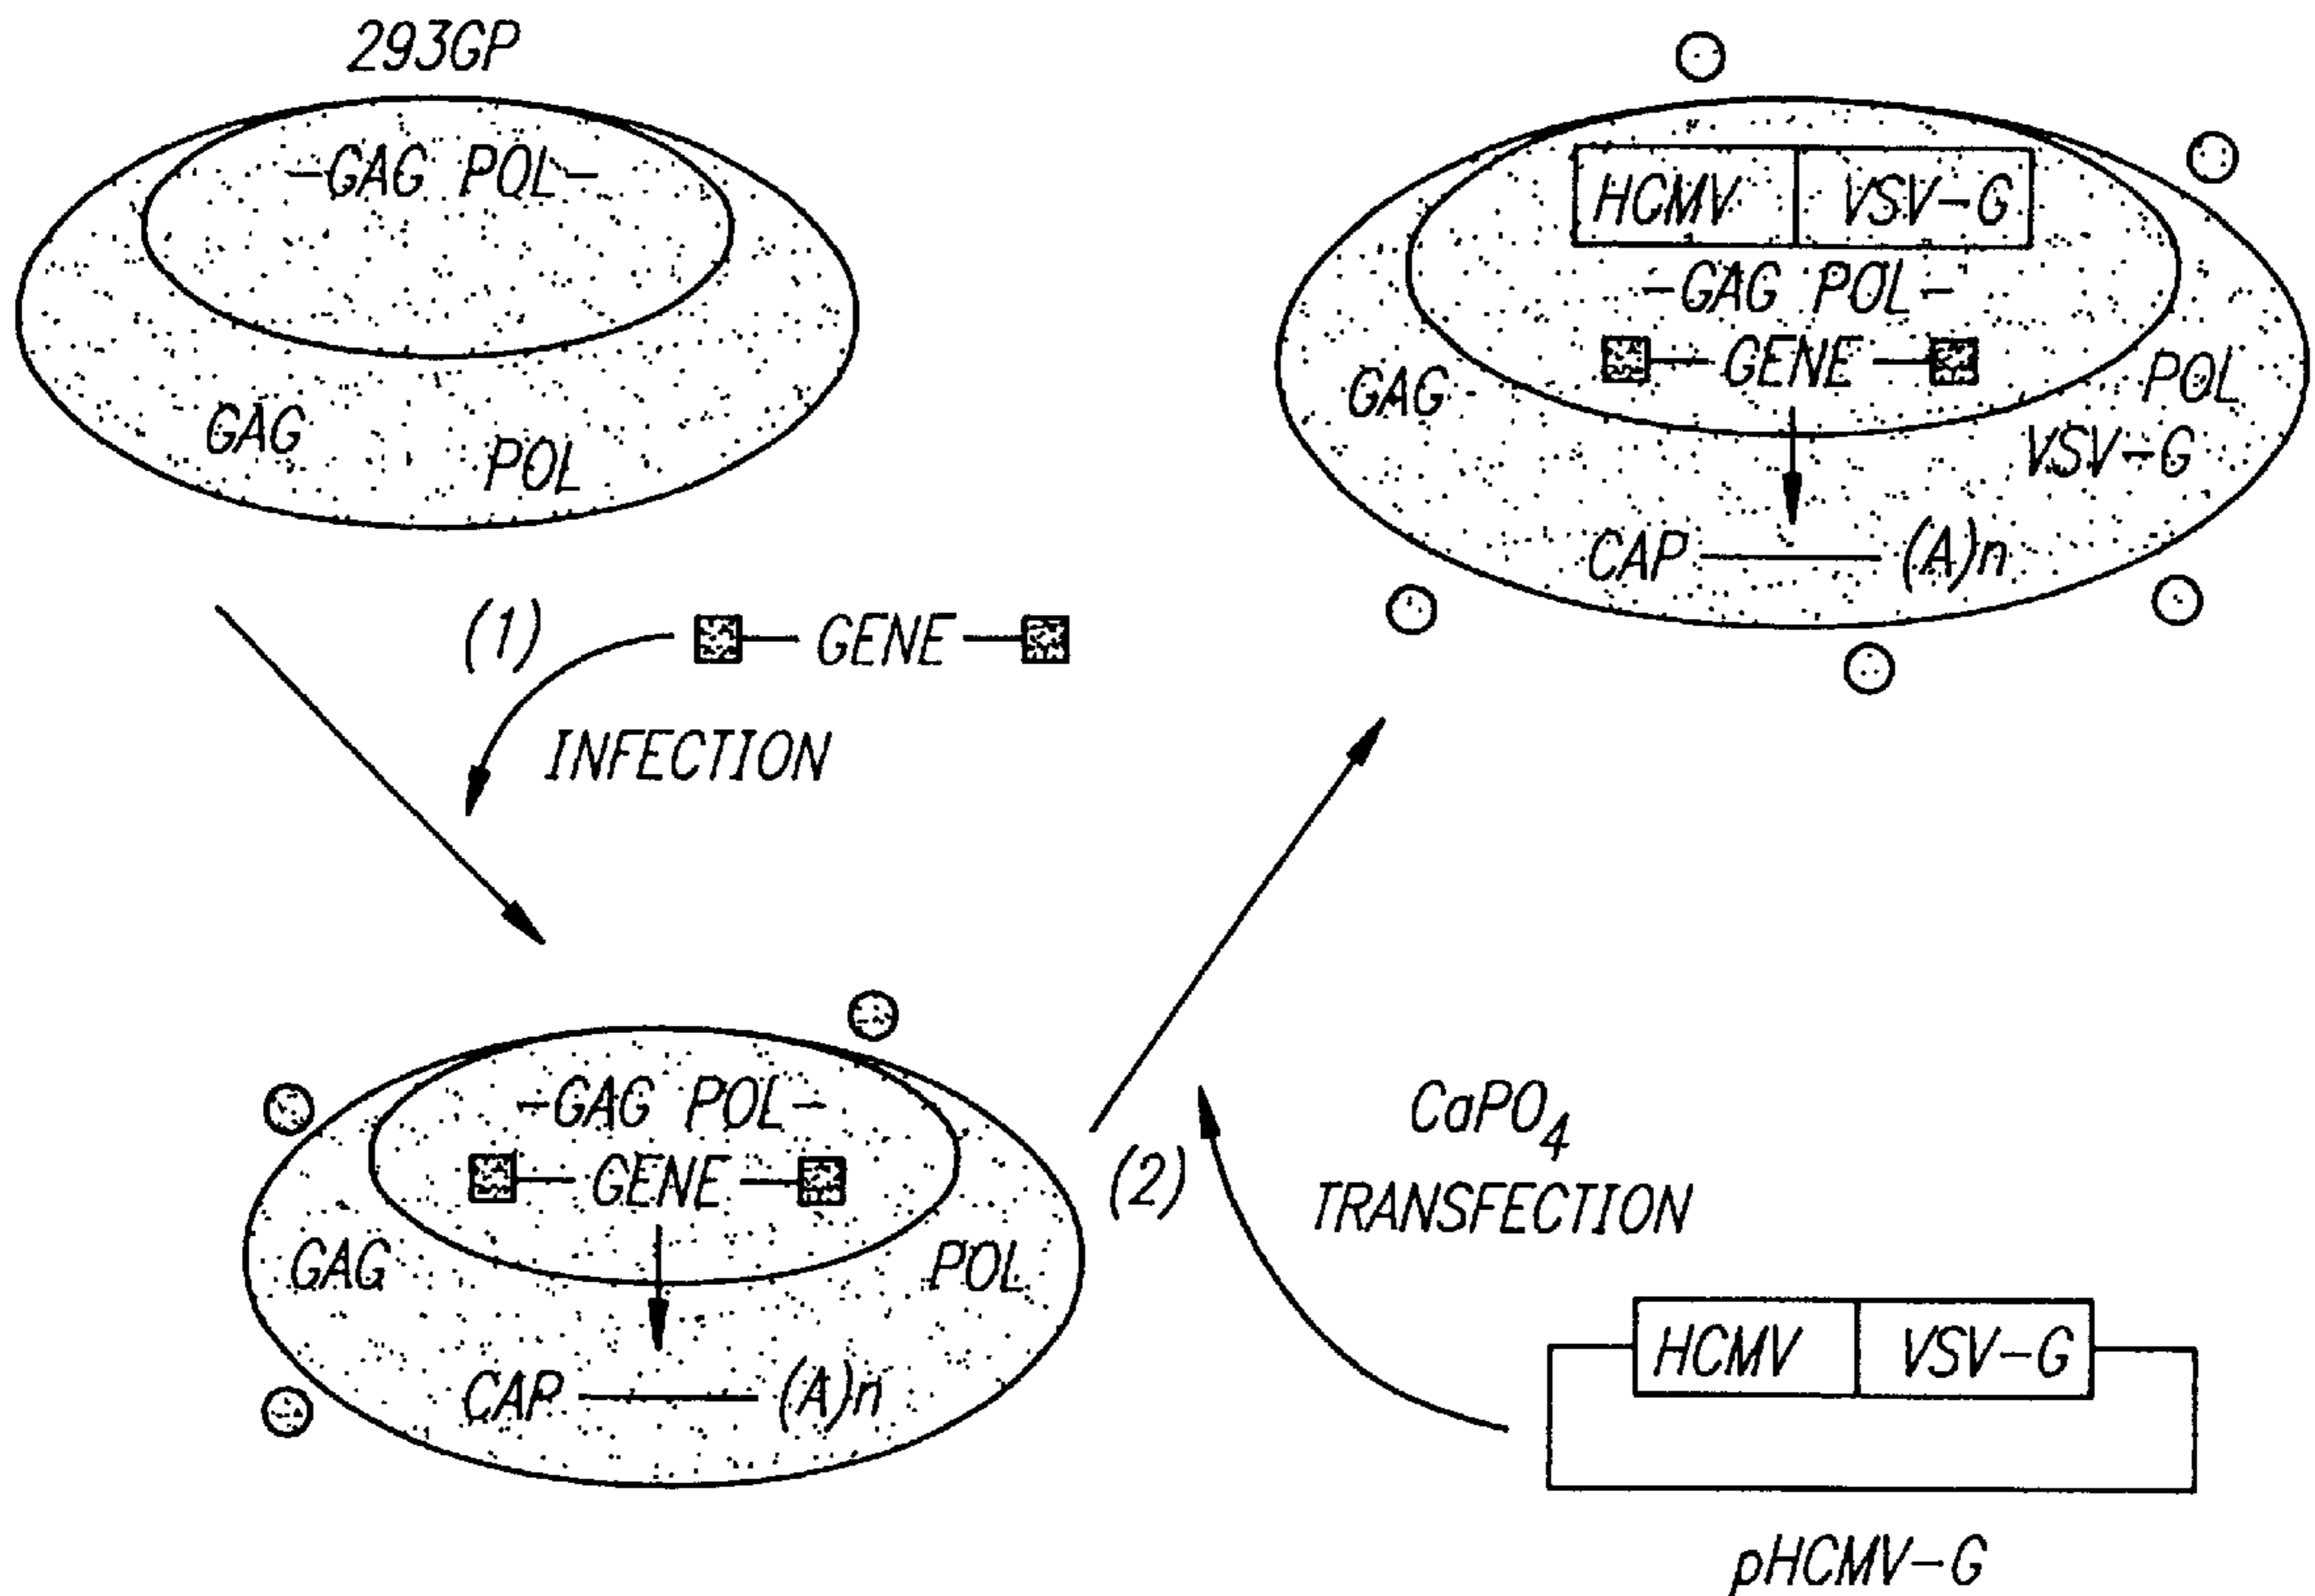 293GP
-GAG POL-
GAG
POL
HCMV VSV-G
-GAG POL-
GENE
GAG
POL
VSV-G
CAP (A)n
(1)
GENE
INFECTION
-GAG POL-
GENE
GAG
POL
CAP (A)n
(2)
CaPO4
TRANSFECTION
HCMV VSV-G
pHCMV-G